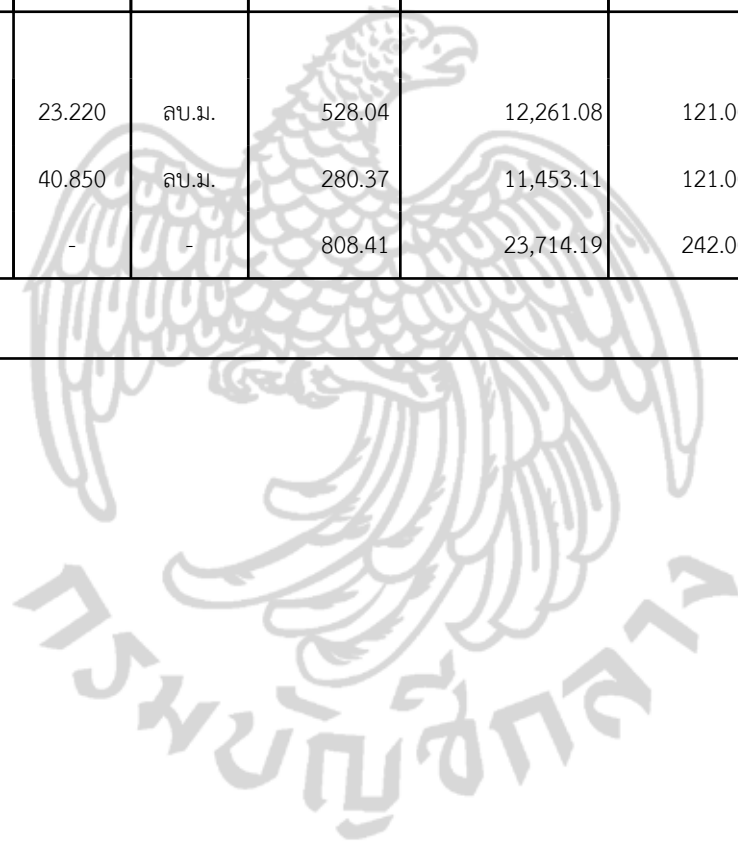 23.220 ลบ.ม. 528.04 12,261.08 121.0
40.850 ลบ.ม. 280.37 11,453.11 121.0
- - 808.41 23,714.19 242.0
กรมบัญชีกลาง